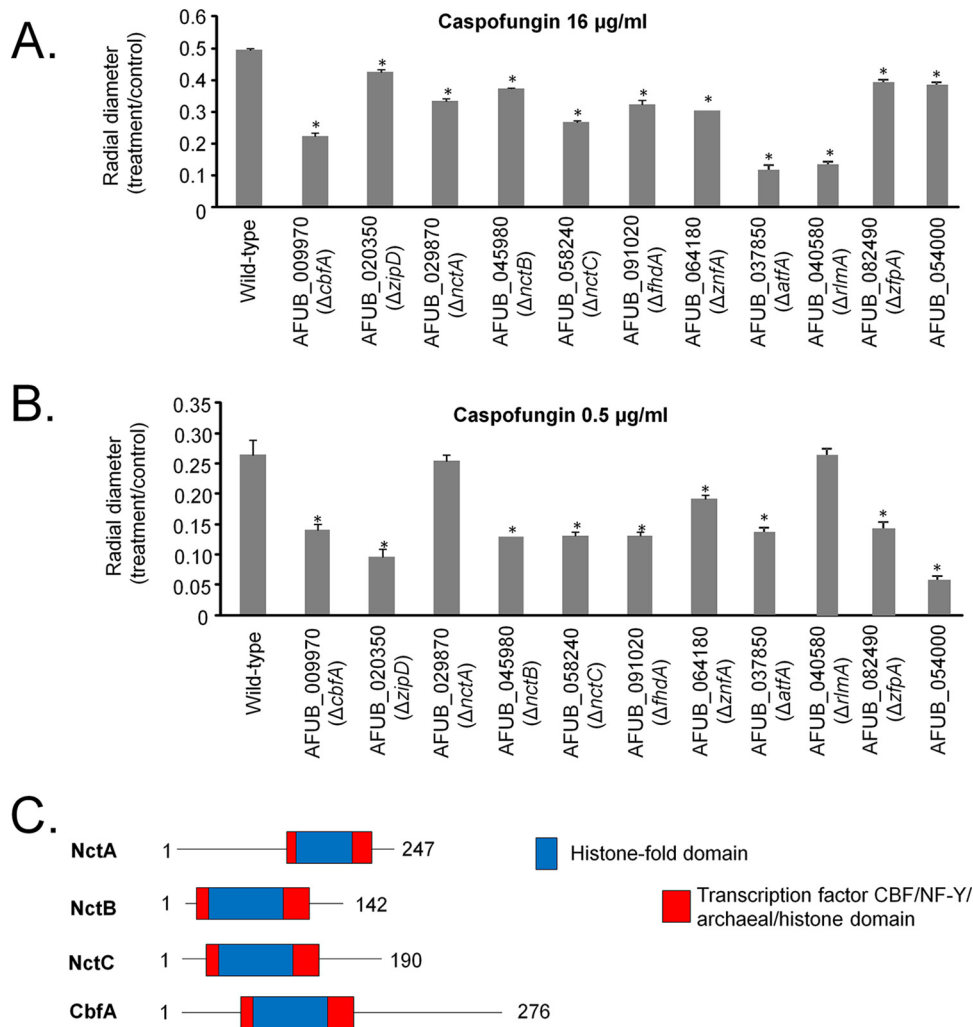 A.
Caspofungin 16 µg/ml
Radial diameter
(treatment/control)
0.6
0.5
0.4
0.3
0.2
0.1
0
*
*
*
*
*
*
*
*
*
*
*
Wild-type
AFUB_009970
(ΔcbfA)
AFUB_020350
(ΔzipD)
AFUB_029870
(ΔnctA)
AFUB_045980
(ΔnctB)
AFUB_058240
(ΔnctC)
AFUB_091020
(ΔfhdA)
AFUB_064180
(ΔznfA)
AFUB_037850
(ΔatfA)
AFUB_040580
(ΔrlmA)
AFUB_082490
(ΔzfpA)
AFUB_054000
B.
Caspofungin 0.5 µg/ml
Radial diameter
(treatment/control)
0.35
0.30
0.25
0.20
0.15
0.10
0.05
0
*
*
*
*
*
*
*
*
*
Wild-type
AFUB_009970
(ΔcbfA)
AFUB_020350
(ΔzipD)
AFUB_029870
(ΔnctA)
AFUB_045980
(ΔnctB)
AFUB_058240
(ΔnctC)
AFUB_091020
(ΔfhdA)
AFUB_064180
(ΔznfA)
AFUB_037850
(ΔatfA)
AFUB_040580
(ΔrlmA)
AFUB_082490
(ΔzfpA)
AFUB_054000
C.
NctA 1 247
NctB 1 142
NctC 1 190
CbfA 1 276
Histone-fold domain
Transcription factor CBF/NF-Y/
archaeal/histone domain